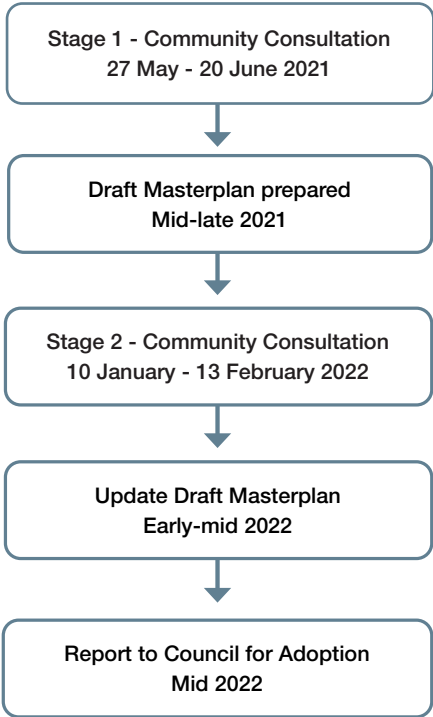 Stage 1 - Community Consultation
27 May - 20 June 2021
Draft Masterplan prepared
Mid-late 2021
Stage 2 - Community Consultation
10 January - 13 February 2022
Update Draft Masterplan
Early-mid 2022
Report to Council for Adoption
Mid 2022